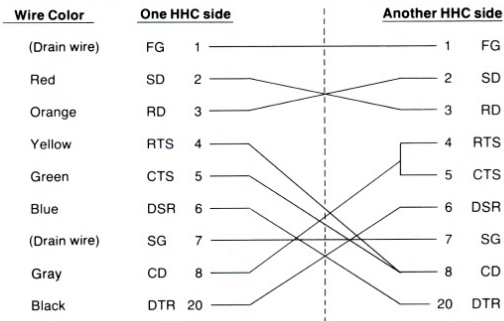 Wire Color One HHC side Another HHC side
(Drain wire) FG 1 1 FG
Red SD 2 2 SD
Orange RD 3 3 RD
Yellow RTS 4 4 RTS
Green CTS 5 5 CTS
Blue DSR 6 6 DSR
(Drain wire) SG 7 7 SG
Gray CD 8 8 CD
Black DTR 20 20 DTR